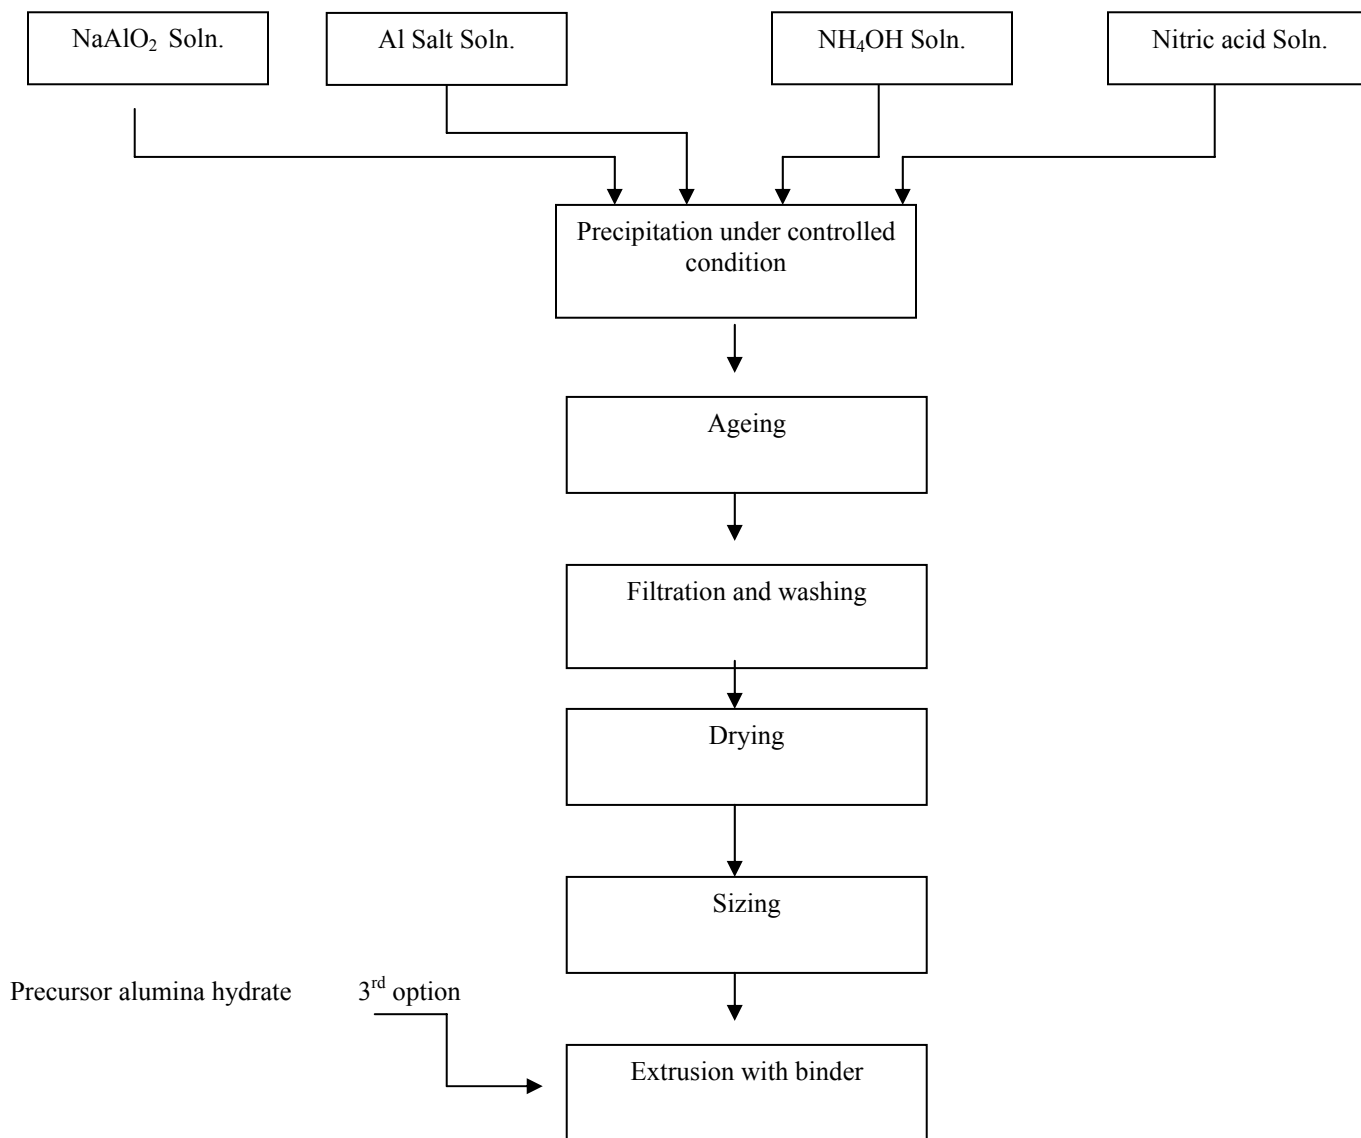 NaAlO₂ Soln.
Al Salt Soln.
NH₄OH Soln.
Nitric acid Soln.
Precipitation under controlled
condition
Ageing
Filtration and washing
Drying
Sizing
Precursor alumina hydrate 3ʳᵈ option
Extrusion with binder